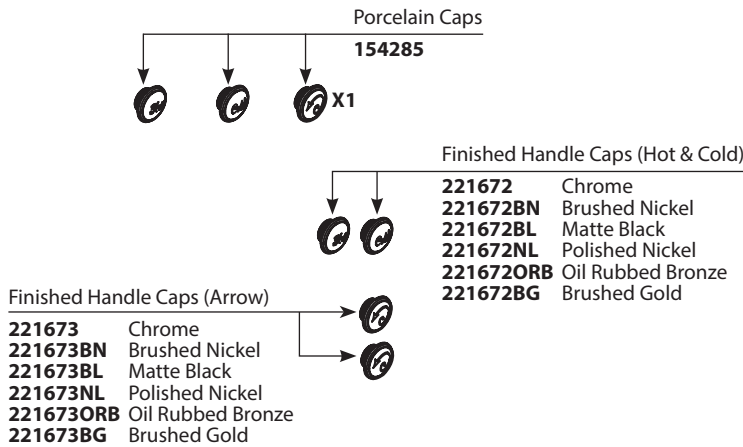 Porcelain Caps
154285
X1
Finished Handle Caps (Hot & Cold)
221672 Chrome
221672BN Brushed Nickel
221672BL Matte Black
221672NL Polished Nickel
221672ORB Oil Rubbed Bronze
221672BG Brushed Gold
Finished Handle Caps (Arrow)
221673 Chrome
221673BN Brushed Nickel
221673BL Matte Black
221673NL Polished Nickel
221673ORB Oil Rubbed Bronze
221673BG Brushed Gold